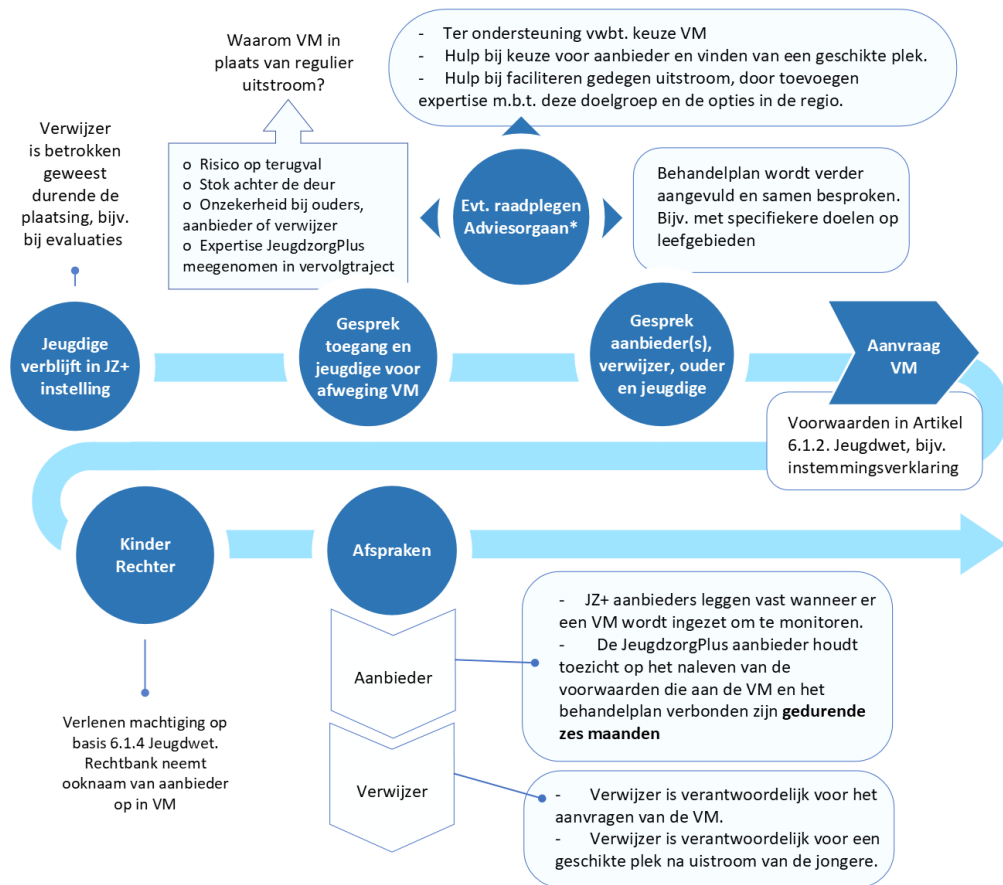 Waarom VM in
plaats van regulier
uitstroom?
-    Ter ondersteuning vwbt. keuze VM
-    Hulp bij keuze voor aanbieder en vinden van een geschikte plek.
-    Hulp bij faciliteren gedegen uitstroom, door toevoegen
expertise m.b.t. deze doelgroep en de opties in de regio.
Verwijzer
is betrokken
geweest
durende de
plaatsing, bijv.
bij evaluaties
o Risico op terugval
o Stok achter de deur
o Onzekerheid bij ouders,
aanbieder of verwijzer
o Expertise JeugdzorgPlus
meegenomen in vervolgtraject
Evt. raadplegen
Adviesorgaan*
Behandelplan wordt verder
aangevuld en samen besproken.
Bijv. met specifiekere doelen op
leefgebieden
Jeugdige
verblijft in JZ+
instelling
Gesprek
toegang en
jeugdige voor
afweging VM
Gesprek
aanbieder(s),
verwijzer, ouder
en jeugdige
Aanvraag
VM
Voorwaarden in Artikel
6.1.2. Jeugdwet, bijv.
instemmingsverklaring
Kinder
Rechter
Afspraken
Verlenen machtiging op
basis 6.1.4 Jeugdwet.
Rechtbank neemt
ooknaam van aanbieder
op in VM
Aanbieder
-    JZ+ aanbieders leggen vast wanneer er
een VM wordt ingezet om te monitoren.
-    De JeugdzorgPlus aanbieder houdt
toezicht op het naleven van de
voorwaarden die aan de VM en het
behandelplan verbonden zijn gedurende
zes maanden
Verwijzer
-    Verwijzer is verantwoordelijk voor het
aanvragen van de VM.
-    Verwijzer is verantwoordelijk voor een
geschikte plek na uistroom van de jongere.